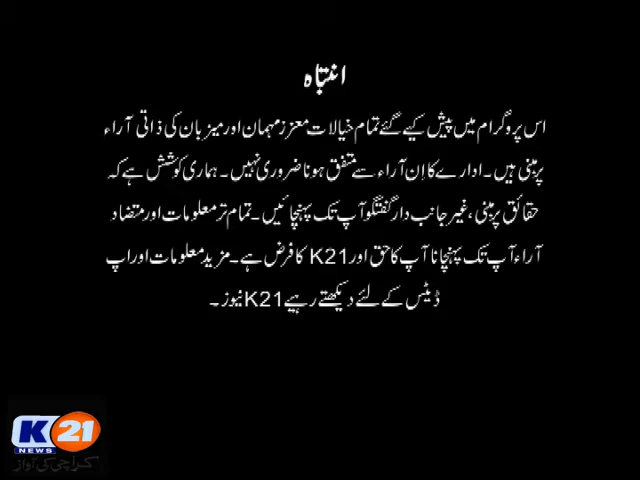 انتباہ
اس پروگرام میں پیش کیے گئے تمام خیالات معزز مہمان اور میزبان کی ذاتی آراء
پر مبنی ہیں۔ ادارے کا اِن آراء سے متفق ہونا ضروری نہیں۔ ہماری کوشش ہے کہ
حقائق پر مبنی، غیر جانب دار گفتگو آپ تک پہنچائیں۔ تمام تر معلومات اور متضاد
آراء آپ تک پہنچانا آپ کا حق اور K21 کا فرض ہے۔ مزید معلومات اور اپ
ڈیٹس کے لئے دیکھتے رہیے K21 نیوز۔
K21
NEWS
کراچی کی آواز